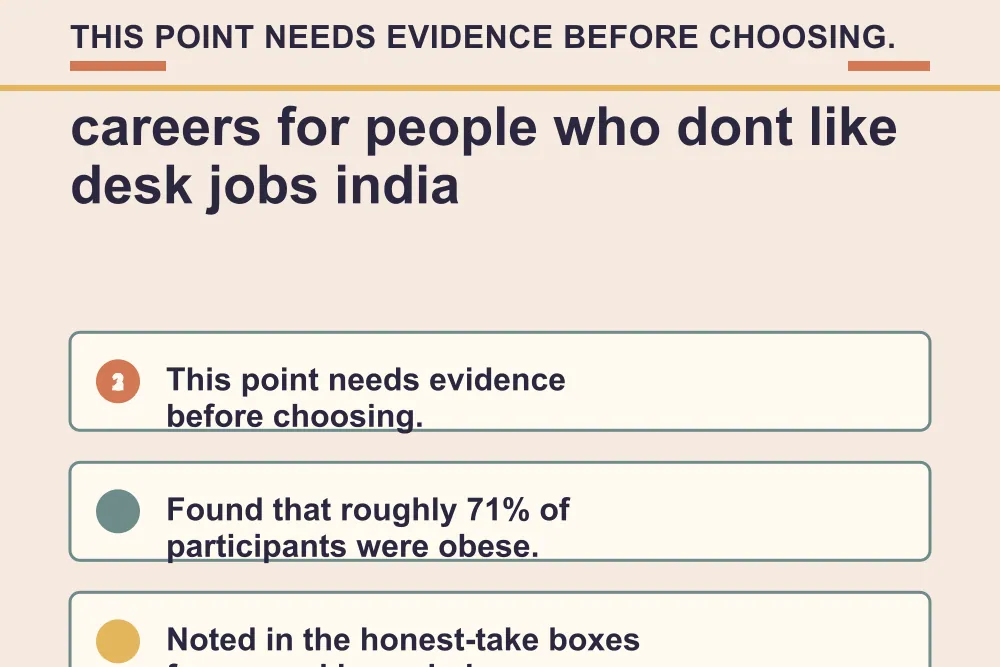 THIS POINT NEEDS EVIDENCE BEFORE CHOOSING.
careers for people who dont like
desk jobs india
This point needs evidence
before choosing.
Found that roughly 71% of
participants were obese.
Noted in the honest-take boxes